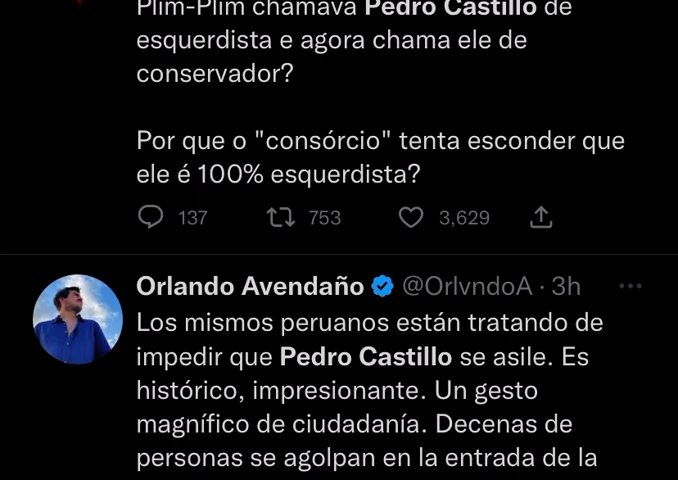 Plim-Plim chamava Pedro Castillo de
esquerdista e agora chama ele de
conservador?
Por que o "consórcio" tenta esconder que
ele é 100% esquerdista?
137 753 3,629
Orlando Avendaño @OrlvndoA · 3h
Los mismos peruanos están tratando de
impedir que Pedro Castillo se asile. Es
histórico, impresionante. Un gesto
magnífico de ciudadanía. Decenas de
personas se agolpan en la entrada de la